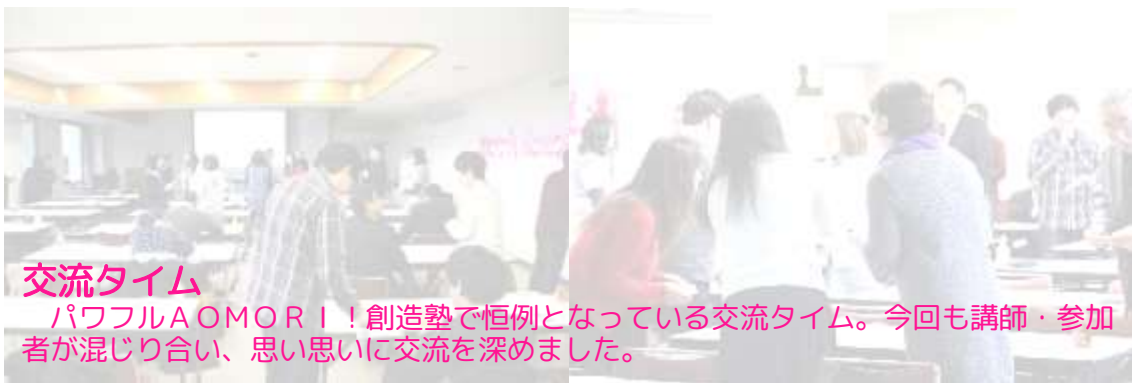 交流タイム
　パワフルＡＯＭＯＲＩ！創造塾で恒例となっている交流タイム。今回も講師・参加
者が混じり合い、思い思いに交流を深めました。